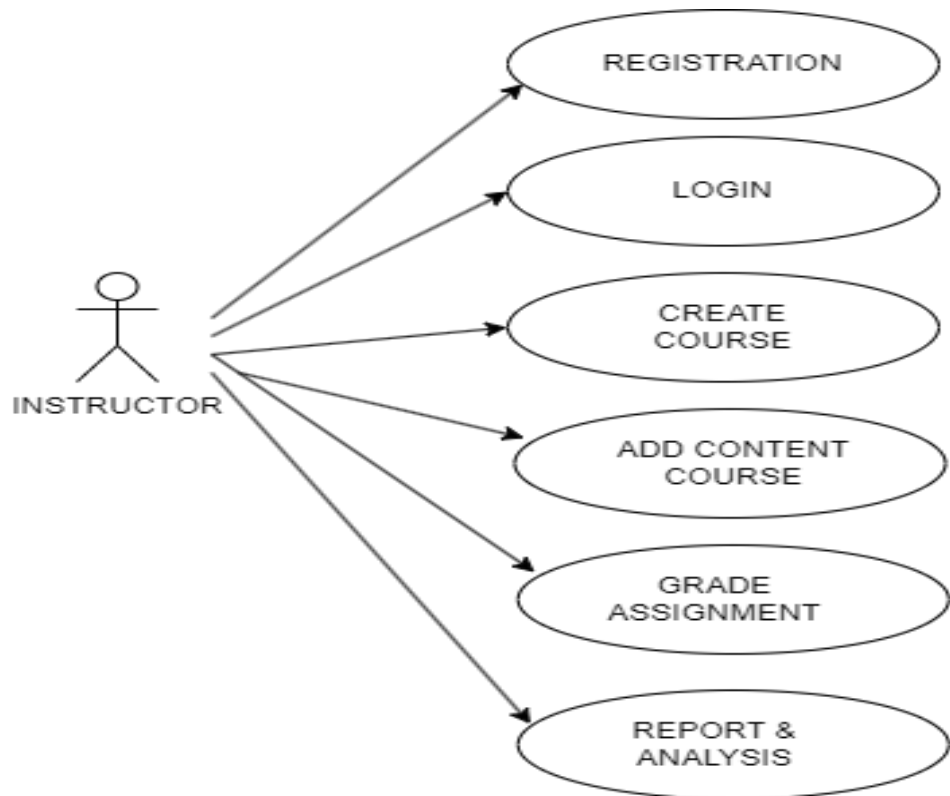 REGISTRATION
LOGIN
CREATE
COURSE
INSTRUCTOR
ADD CONTENT
COURSE
GRADE
ASSIGNMENT
REPORT &
ANALYSIS